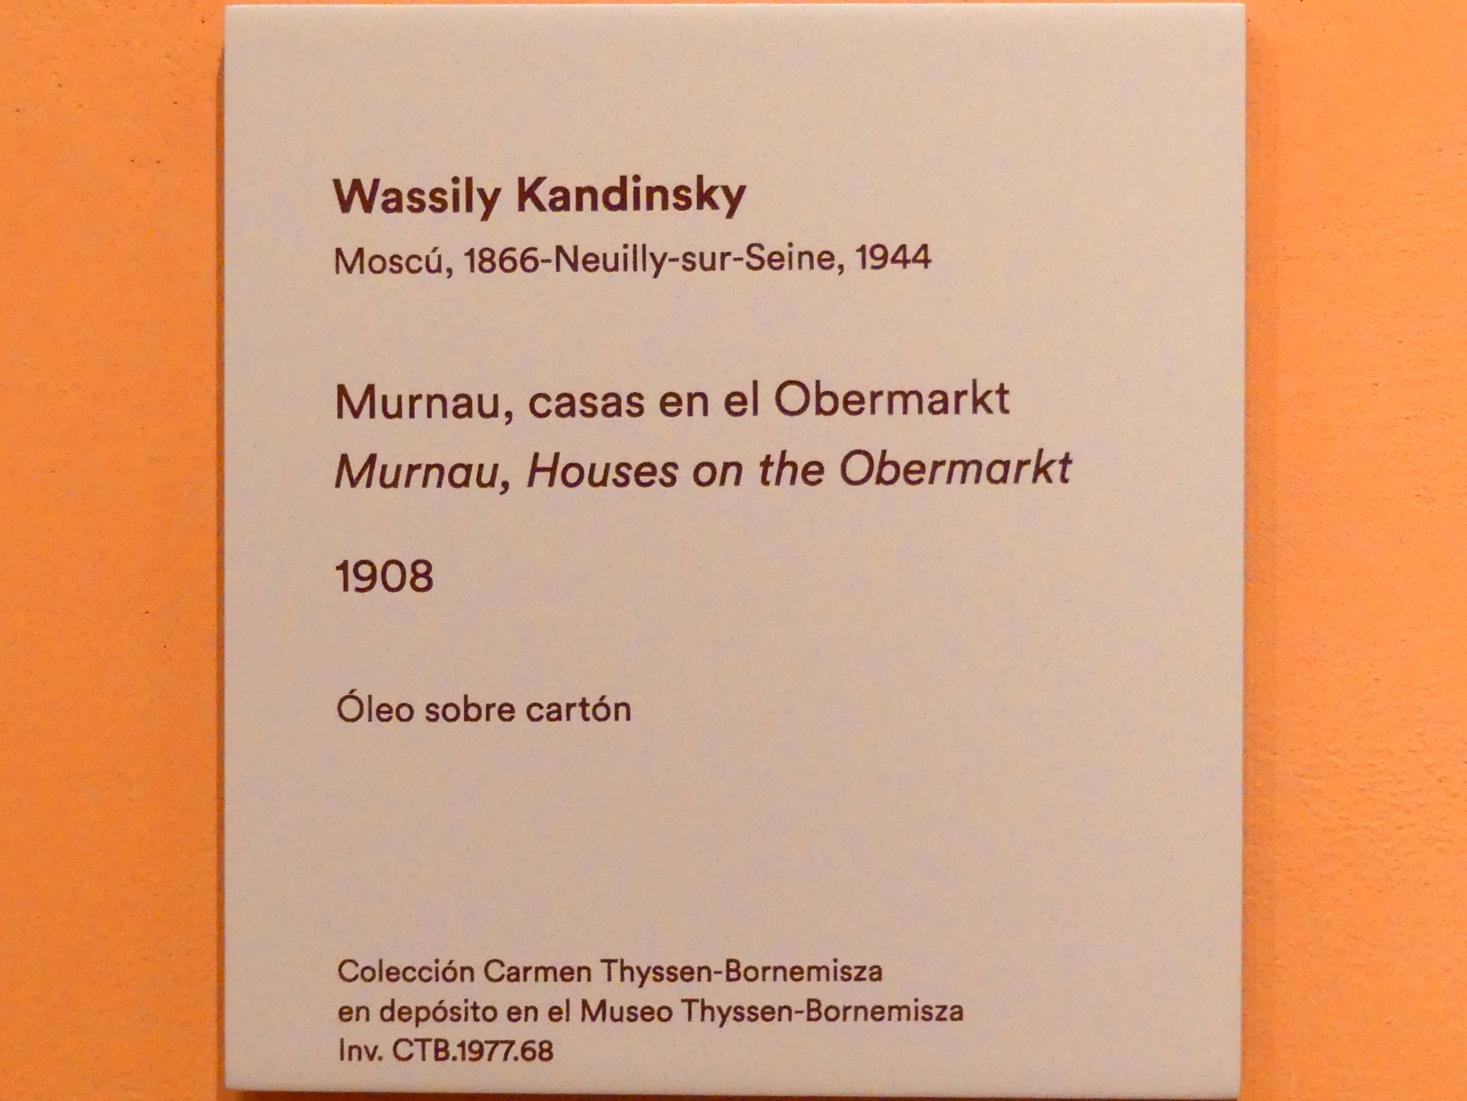 Wassily Kandinsky
Moscú, 1866-Neuilly-sur-Seine, 1944
Murnau, casas en el Obermarkt
Murnau, Houses on the Obermarkt
1908
Óleo sobre cartón
Colección Carmen Thyssen-Bornemisza
en depósito en el Museo Thyssen-Bornemisza
Inv. CTB.1977.68